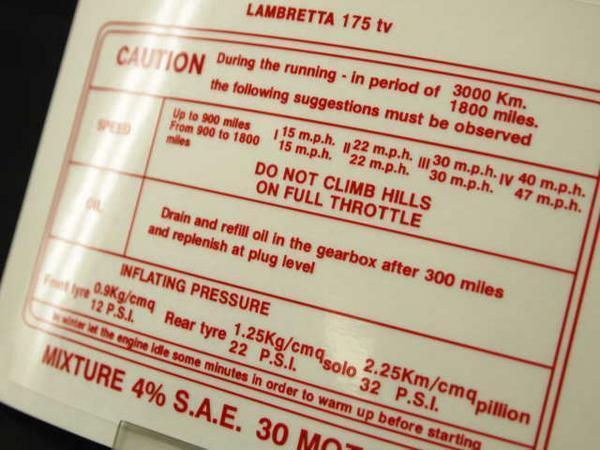 LAMBRETTA 175 tv
CAUTION During the running - in period of 3000 Km.
1800 miles.
the following suggestions must be observed
SPEED
Up to 900 miles I 15 m.p.h. II 22 m.p.h. III 30 m.p.h. IV 40 m.p.h.
From 900 to 1800 15 m.p.h. 22 m.p.h. 30 m.p.h. 47 m.p.h.
miles
DO NOT CLIMB HILLS
ON FULL THROTTLE
OIL
Drain and refill oil in the gearbox after 300 miles
and replenish at plug level
INFLATING PRESSURE
Front tyre 0.9Kg/cmq Rear tyre 1.25Kg/cmq solo 2.25Km/cmq pillion
12 P.S.I. 22 P.S.I. 32 P.S.I.
In winter let the engine idle some minutes in order to warm up before starting
MIXTURE 4% S.A.E. 30 MOT